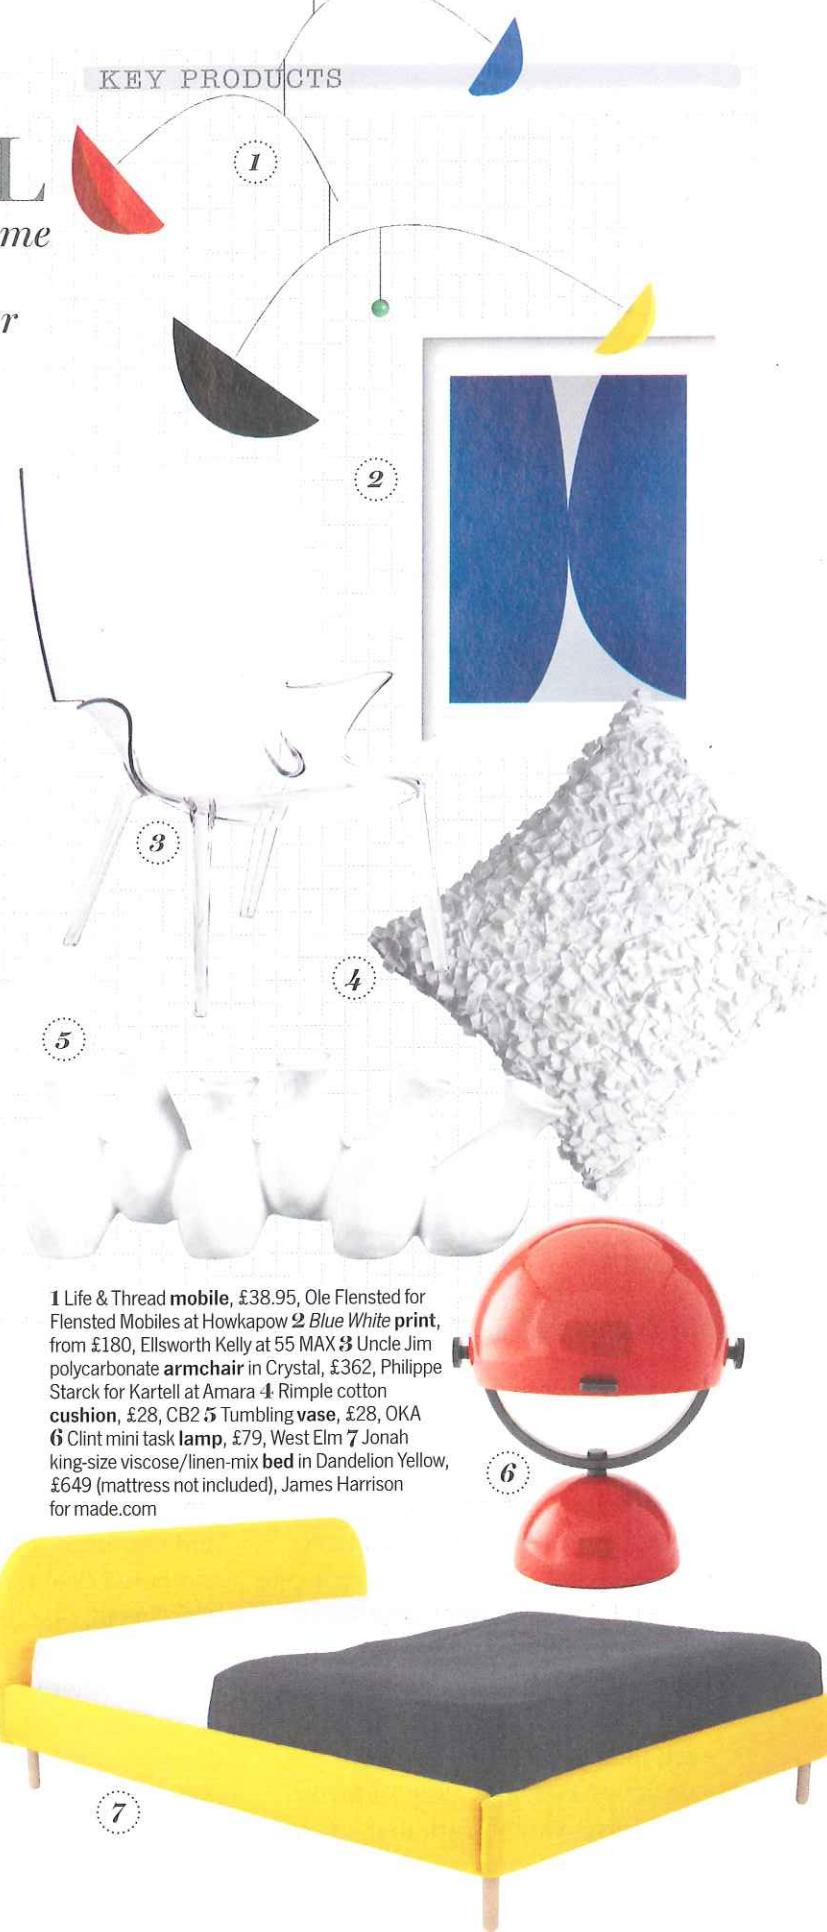 KEY PRODUCTS
L
me
r
1
2
3
4
5
1 Life & Thread mobile, £38.95, Ole Flensted for
Flensted Mobiles at Howkapow 2 Blue White print,
from £180, Ellsworth Kelly at 55 MAX 3 Uncle Jim
polycarbonate armchair in Crystal, £362, Philippe
Starck for Kartell at Amara 4 Rimple cotton
cushion, £28, CB2 5 Tumbling vase, £28, OKA
6 Clint mini task lamp, £79, West Elm 7 Jonah
king-size viscose/linen-mix bed in Dandelion Yellow,
£649 (mattress not included), James Harrison
for made.com
6
7